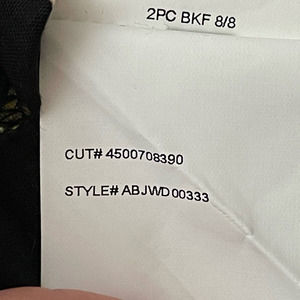 2PC BKF 8/8
CUT# 4500708390
STYLE# ABJWD00333